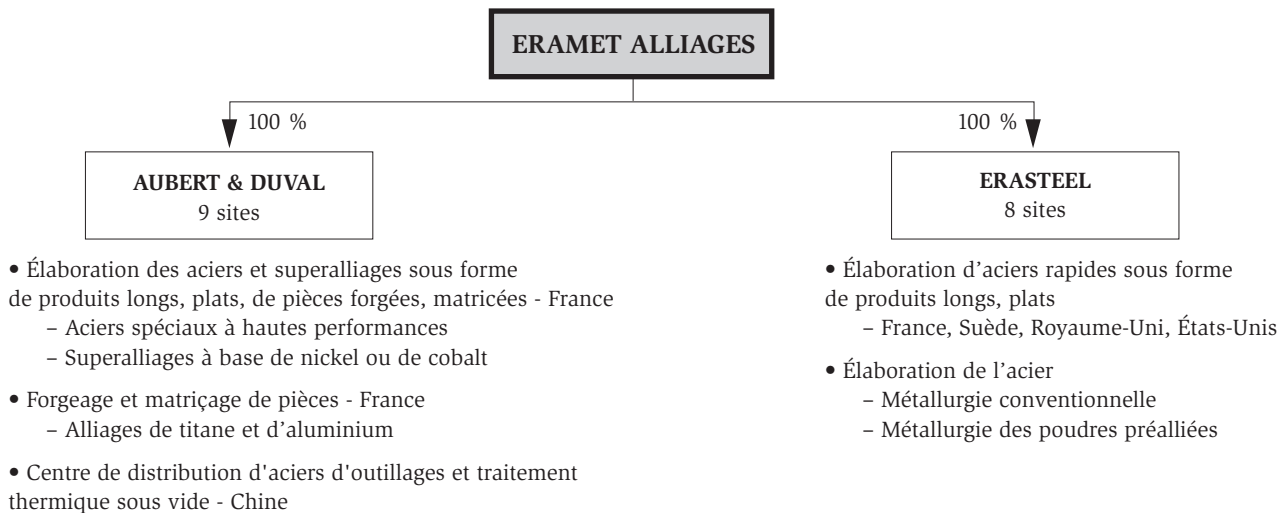 ERAMET ALLIAGES
100 %
100 %
AUBERT & DUVAL
9 sites
• Élaboration des aciers et superalliages sous forme
de produits longs, plats, de pièces forgées, matricées - France
– Aciers spéciaux à hautes performances
– Superalliages à base de nickel ou de cobalt
• Forgeage et matriçage de pièces - France
– Alliages de titane et d’aluminium
• Centre de distribution d'aciers d'outillages et traitement
thermique sous vide - Chine
ERASTEEL
8 sites
• Élaboration d’aciers rapides sous forme
de produits longs, plats
– France, Suède, Royaume-Uni, États-Unis
• Élaboration de l’acier
– Métallurgie conventionnelle
– Métallurgie des poudres préalliées